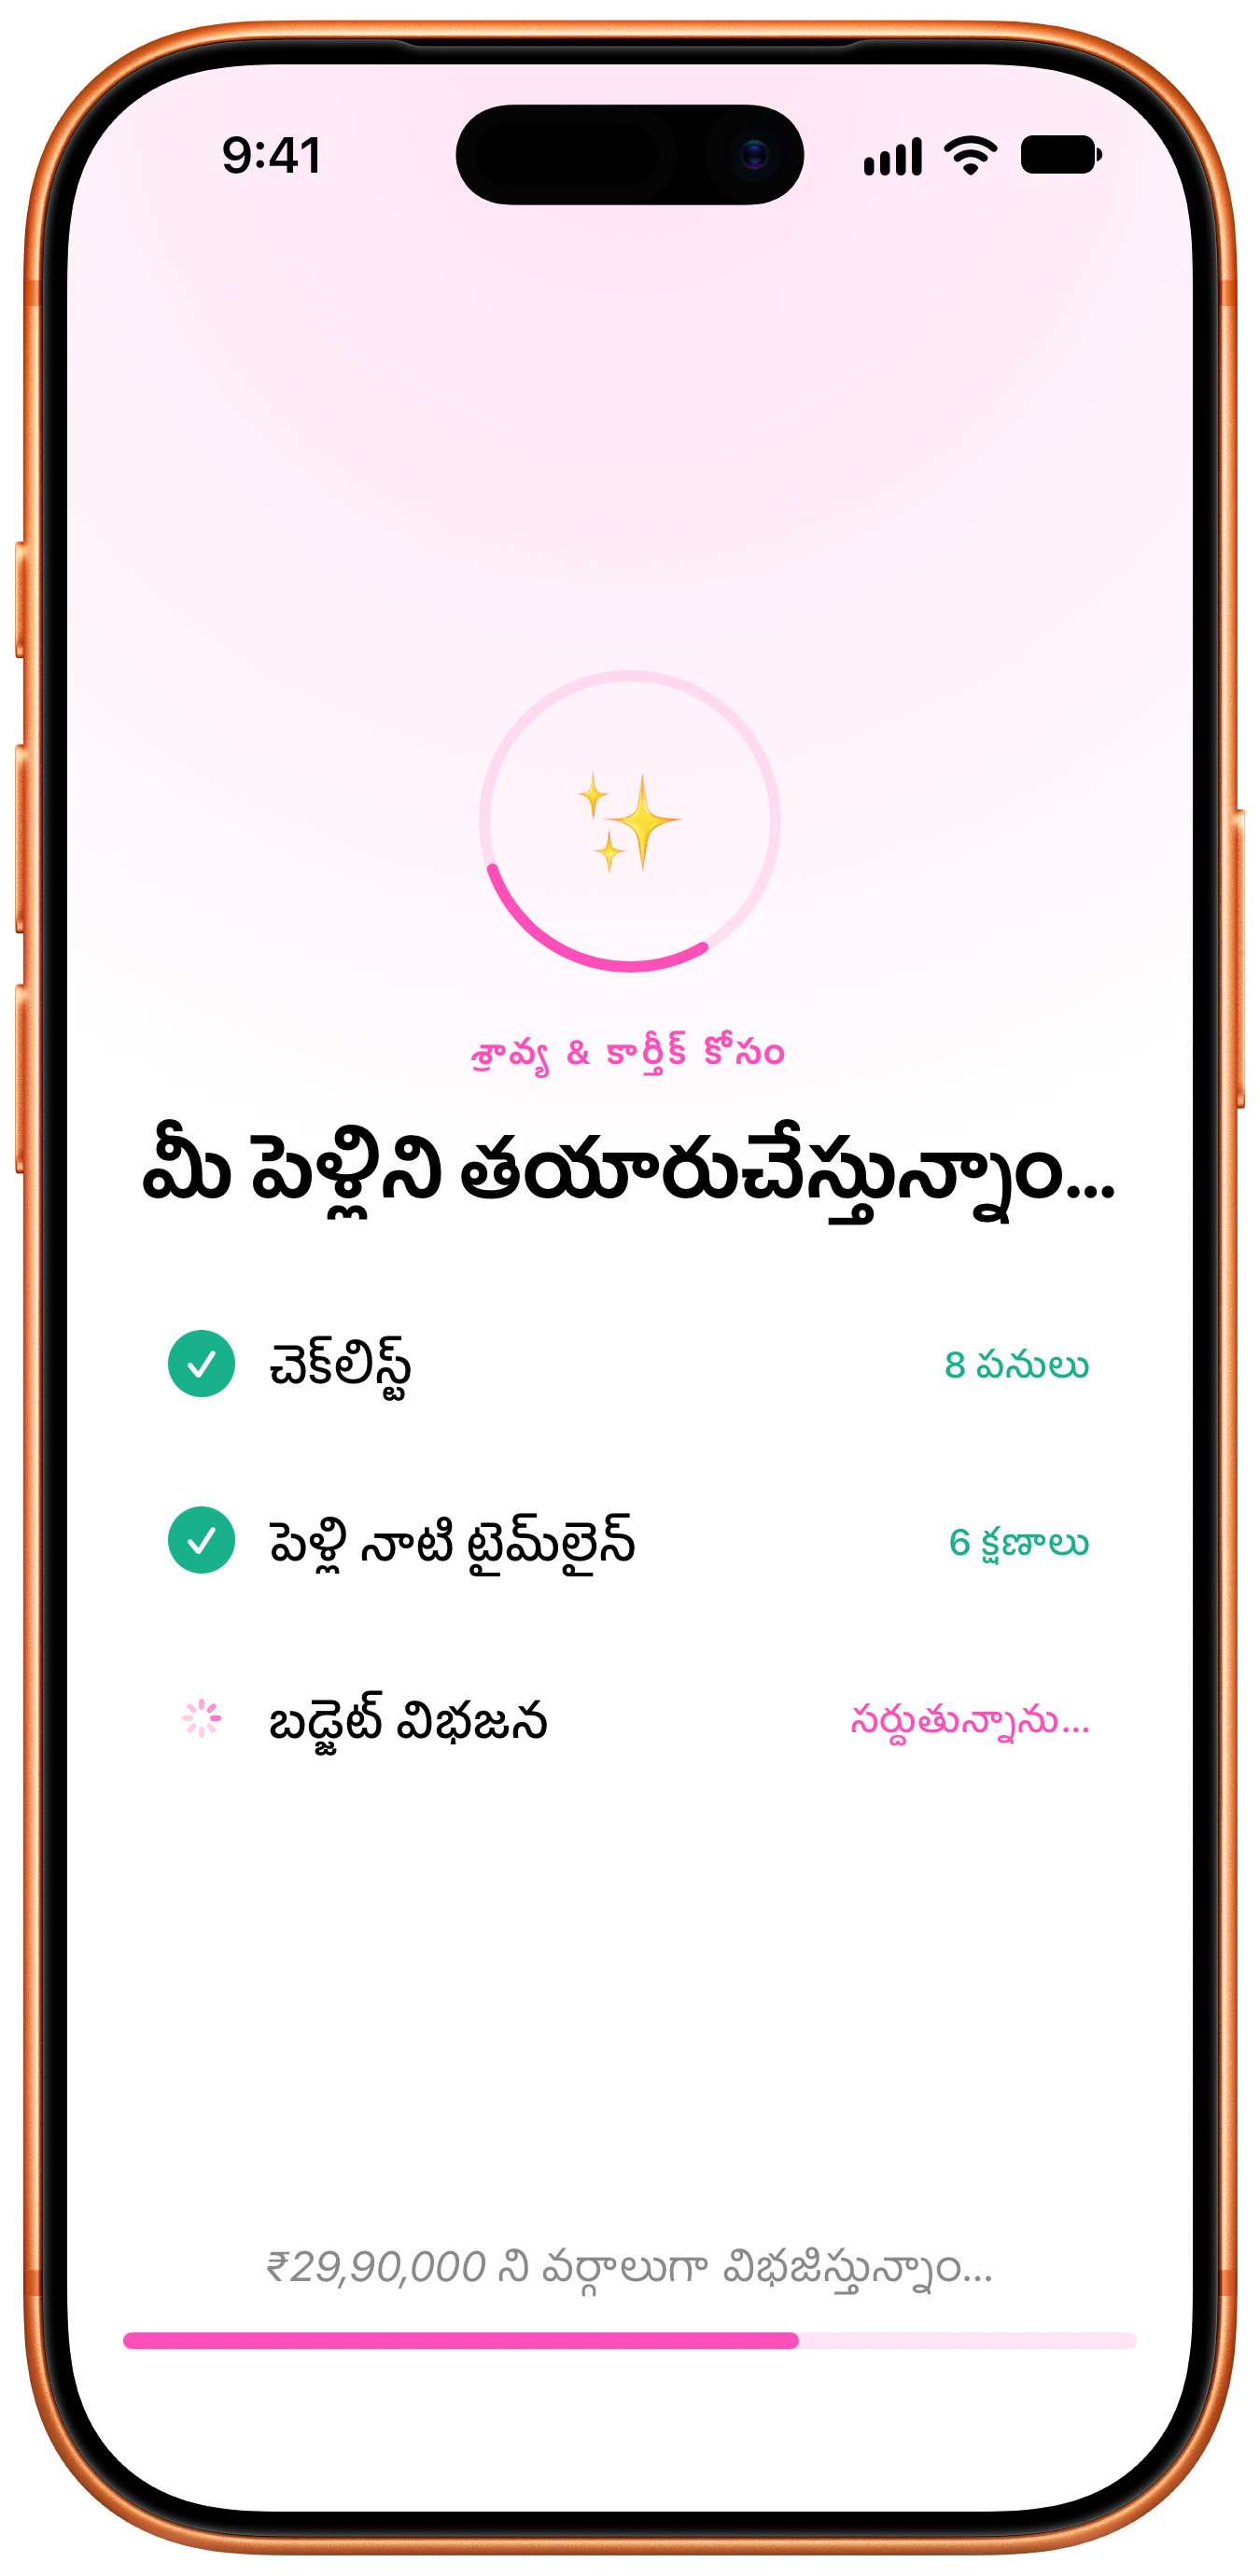 9:41
శ్రావ్య & కార్తీక్ కోసం
మీ పెళ్లిని తయారుచేస్తున్నాం...
చెక్‌లిస్ట్
8 పనులు
పెళ్లి నాటి టైమ్‌లైన్
6 క్షణాలు
బడ్జెట్ విభజన
సర్దుతున్నాను...
₹29,90,000 ని వర్గాలుగా విభజిస్తున్నాం...